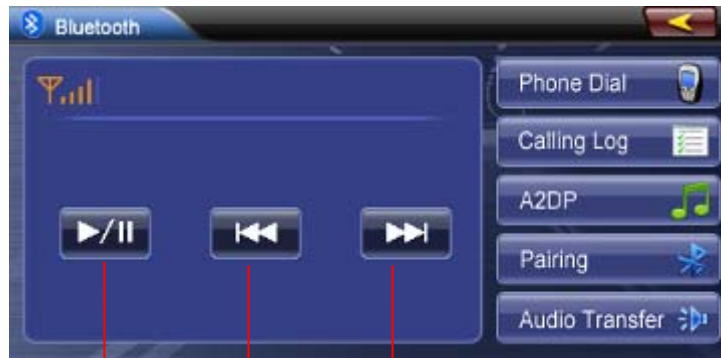 Bluetooth
Phone Dial
Calling Log
A2DP
Pairing
Audio Transfer